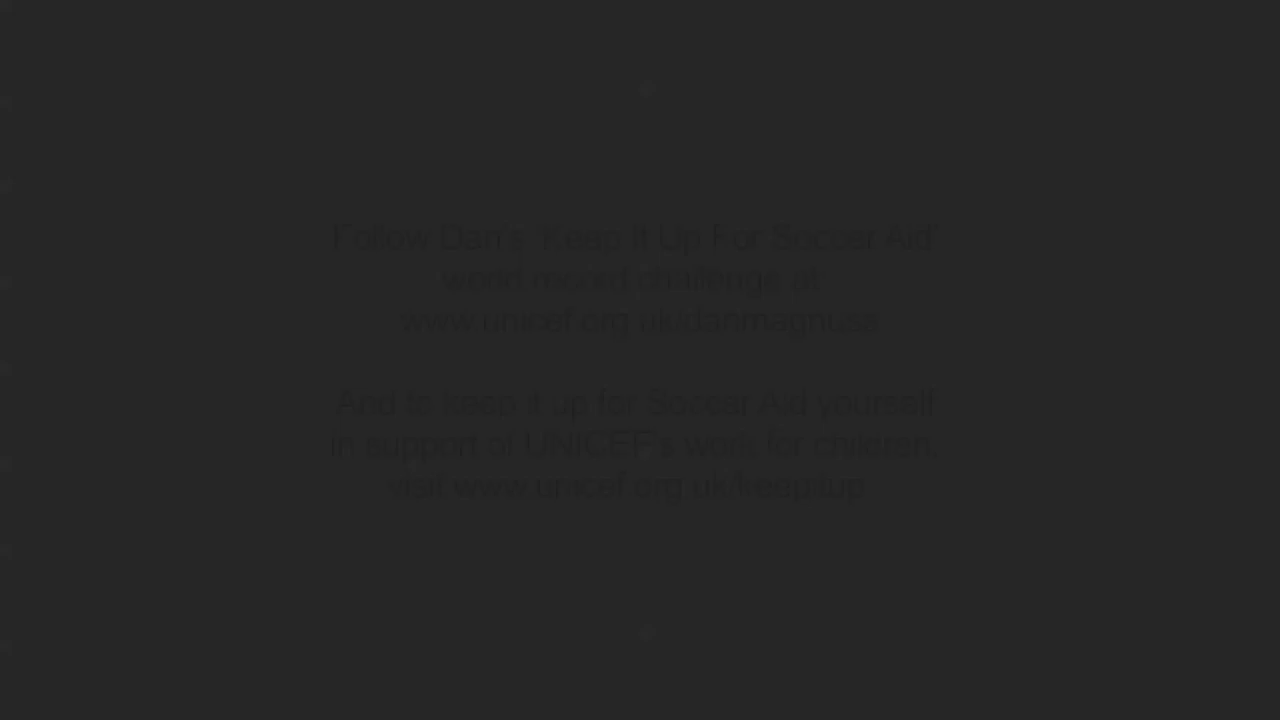 Follow Dan's 'Keep It Up For Soccer Aid'
world record challenge at
www.unicef.org.uk/danmagness
And to keep it up for Soccer Aid yourself
in support of UNICEF's work for children,
visit www.unicef.org.uk/keepitup